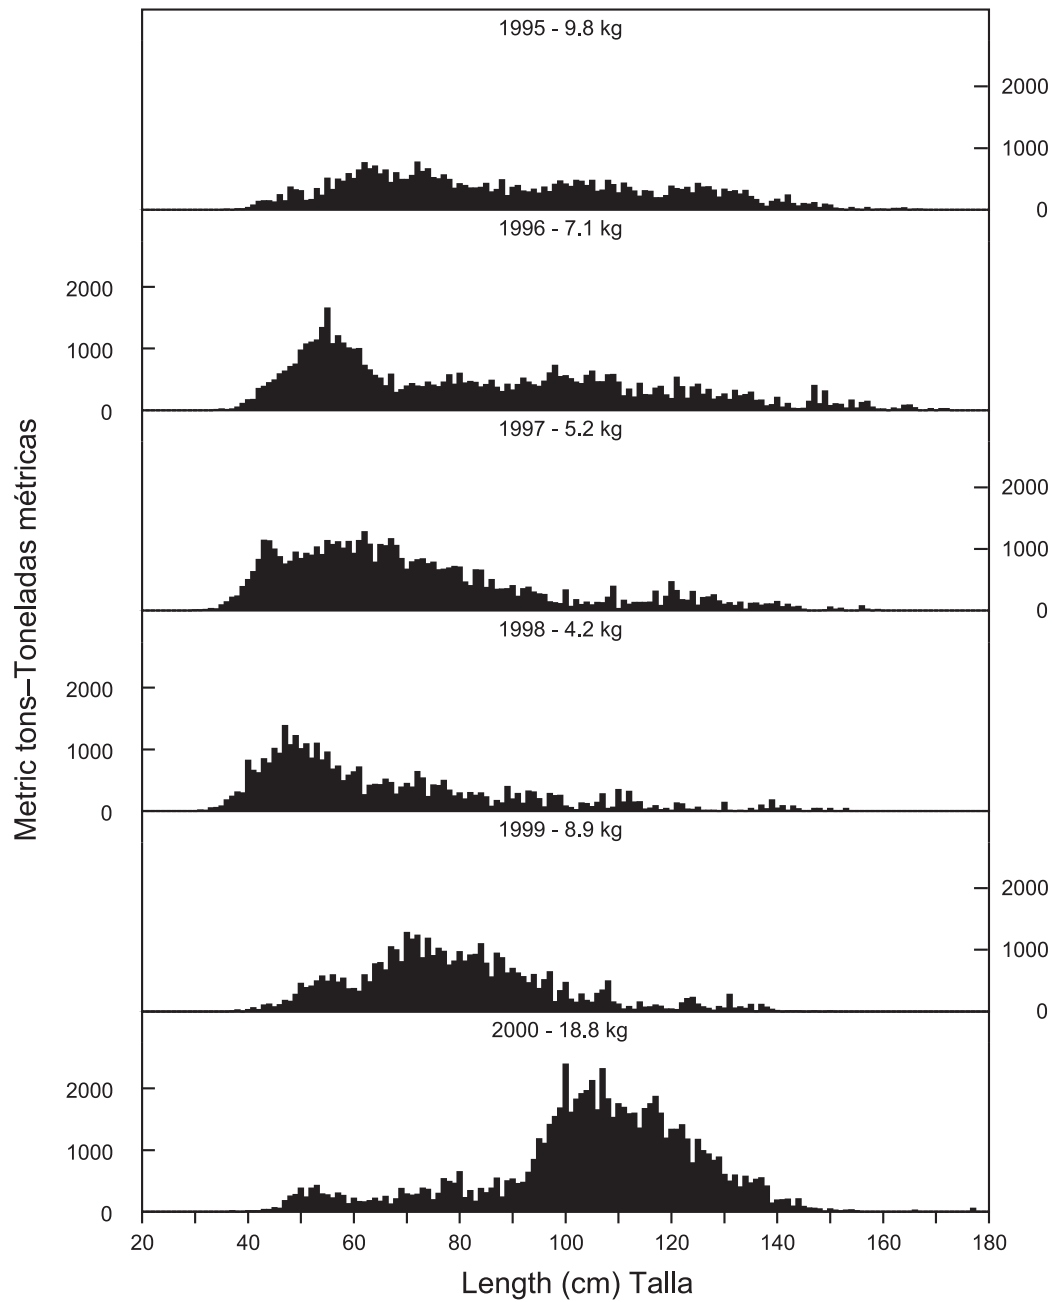 1995 - 9.8 kg
2000
1000
0
1996 - 7.1 kg
2000
1000
0
1997 - 5.2 kg
2000
1000
0
1998 - 4.2 kg
2000
1000
0
1999 - 8.9 kg
2000
1000
0
2000 - 18.8 kg
2000
1000
0
20 40 60 80 100 120 140 160 180
Length (cm) Talla
Metric tons–Toneladas métricas